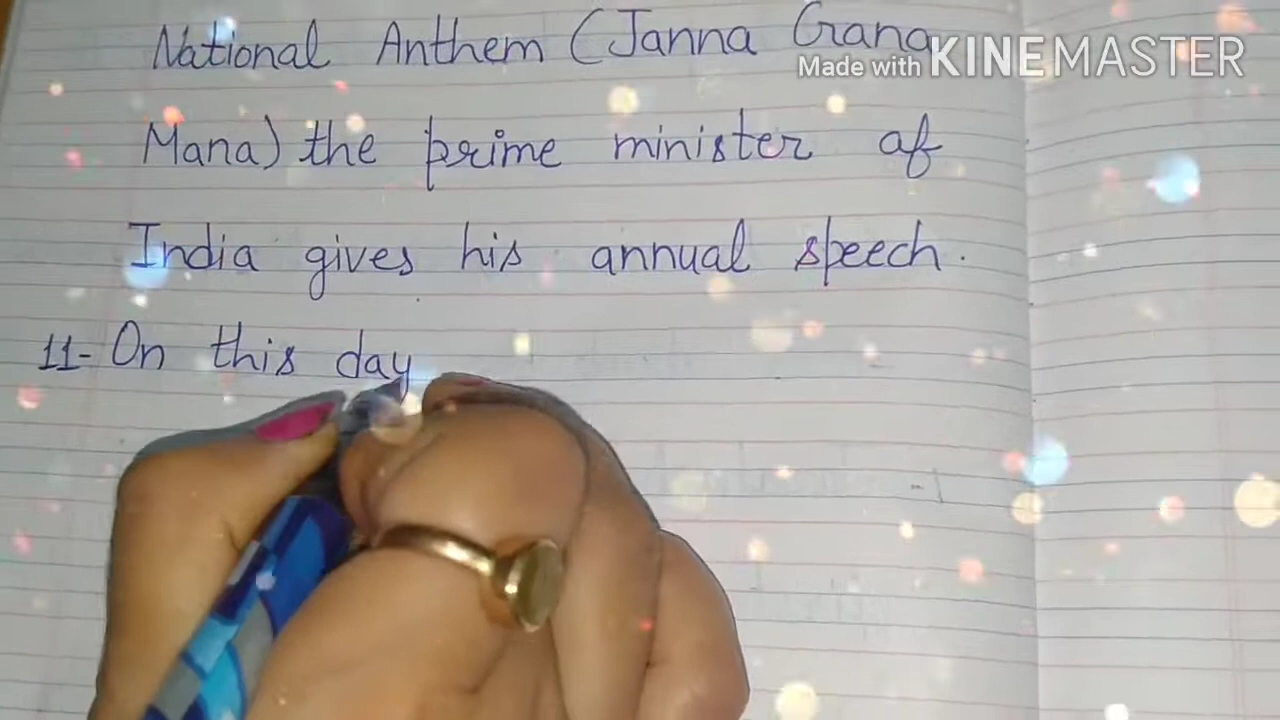 National Anthem (Janna Gana
Made with KINEMASTER
Mana) the prime minister of
India gives his annual speech.
11- On this day